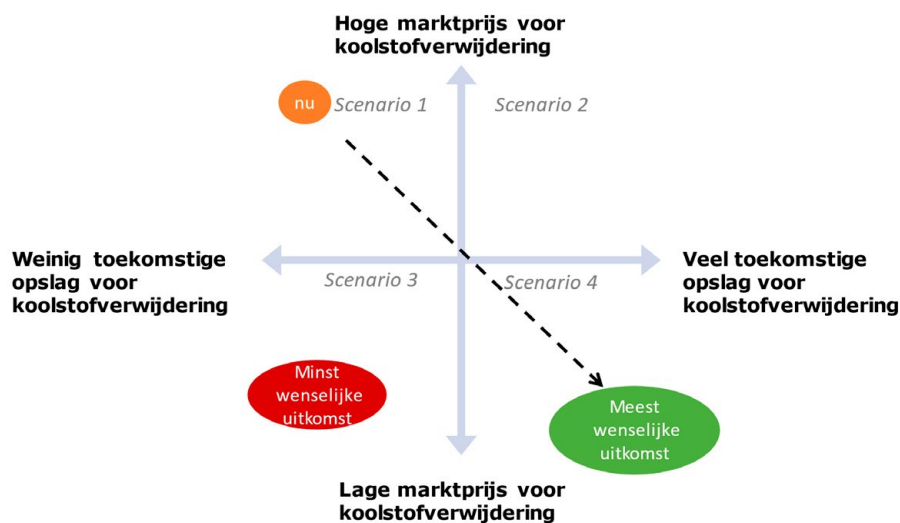 Hoge marktprijs voor
koolstofverwijdering
nu
Scenario 1
Scenario 2
Weinig toekomstige
opslag voor
koolstofverwijdering
Scenario 3
Scenario 4
Veel toekomstige
opslag voor
koolstofverwijdering
Minst
wenselijke
uitkomst
Meest
wenselijke
uitkomst
Lage marktprijs voor
koolstofverwijdering